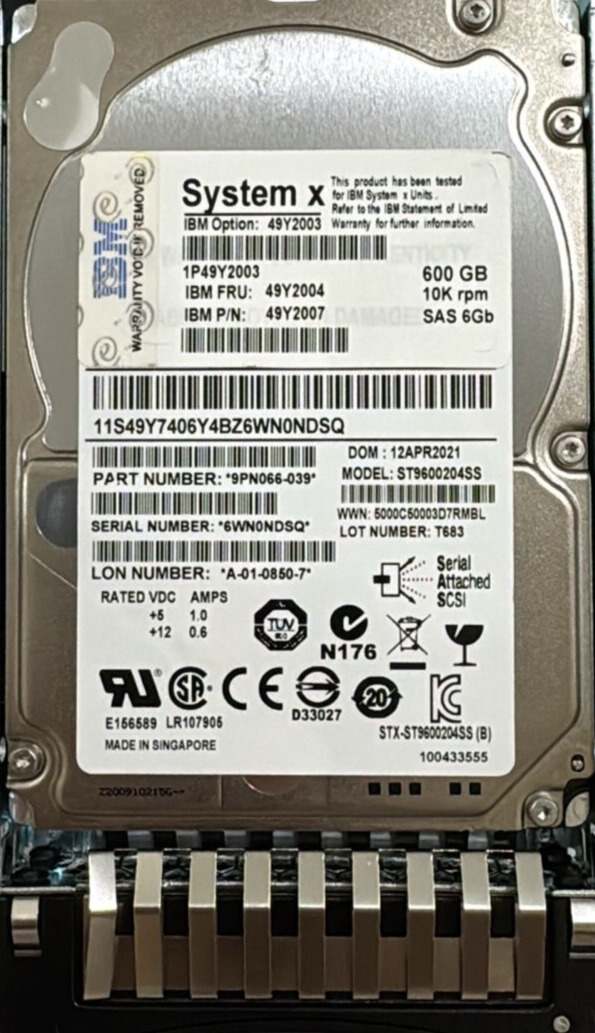 System x
This product has been tested
for IBM System x Units.
Refer to the IBM Statement of Limited
Warranty for further information.
IBM
WARRANTY VOID IF REMOVED
IBM Option: 49Y2003
1P49Y2003
IBM FRU: 49Y2004
IBM P/N: 49Y2007
600 GB
10K rpm
SAS 6Gb
11S49Y7406Y4BZ6WN0NDSQ
PART NUMBER: *9PN066-039*
SERIAL NUMBER: *6WN0NDSQ*
LON NUMBER: *A-01-0850-7*
DOM : 12APR2021
MODEL: ST9600204SS
WWN: 5000C50003D7RMBL
LOT NUMBER: T683
Serial
Attached
SCSI
RATED VDC AMPS
+5 1.0
+12 0.6
TUV
N176
E156589 LR107905
D33027
20
STX-ST9600204SS (B)
MADE IN SINGAPORE
100433555